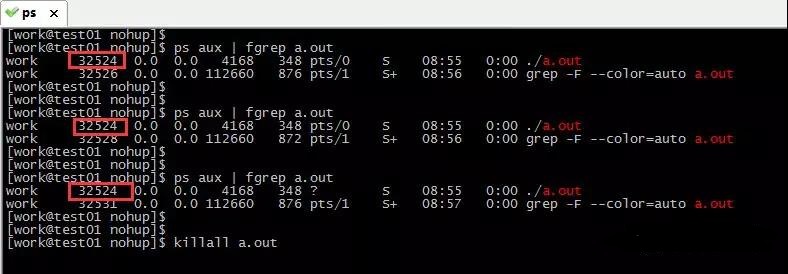 ps ×
[work@test01 nohup]$
[work@test01 nohup]$ ps aux | fgrep a.out
work 32524 0.0 0.0 4168 348 pts/0 S 08:55 0:00 ./a.out
work 32526 0.0 0.0 112660 876 pts/1 S+ 08:56 0:00 grep -F --color=auto a.out
[work@test01 nohup]$
[work@test01 nohup]$
[work@test01 nohup]$ ps aux | fgrep a.out
work 32524 0.0 0.0 4168 348 pts/0 S 08:55 0:00 ./a.out
work 32528 0.0 0.0 112660 872 pts/1 S+ 08:56 0:00 grep -F --color=auto a.out
[work@test01 nohup]$
[work@test01 nohup]$
[work@test01 nohup]$ ps aux | fgrep a.out
work 32524 0.0 0.0 4168 348 ? S 08:55 0:00 ./a.out
work 32531 0.0 0.0 112660 876 pts/1 S+ 08:57 0:00 grep -F --color=auto a.out
[work@test01 nohup]$
[work@test01 nohup]$ killall a.out